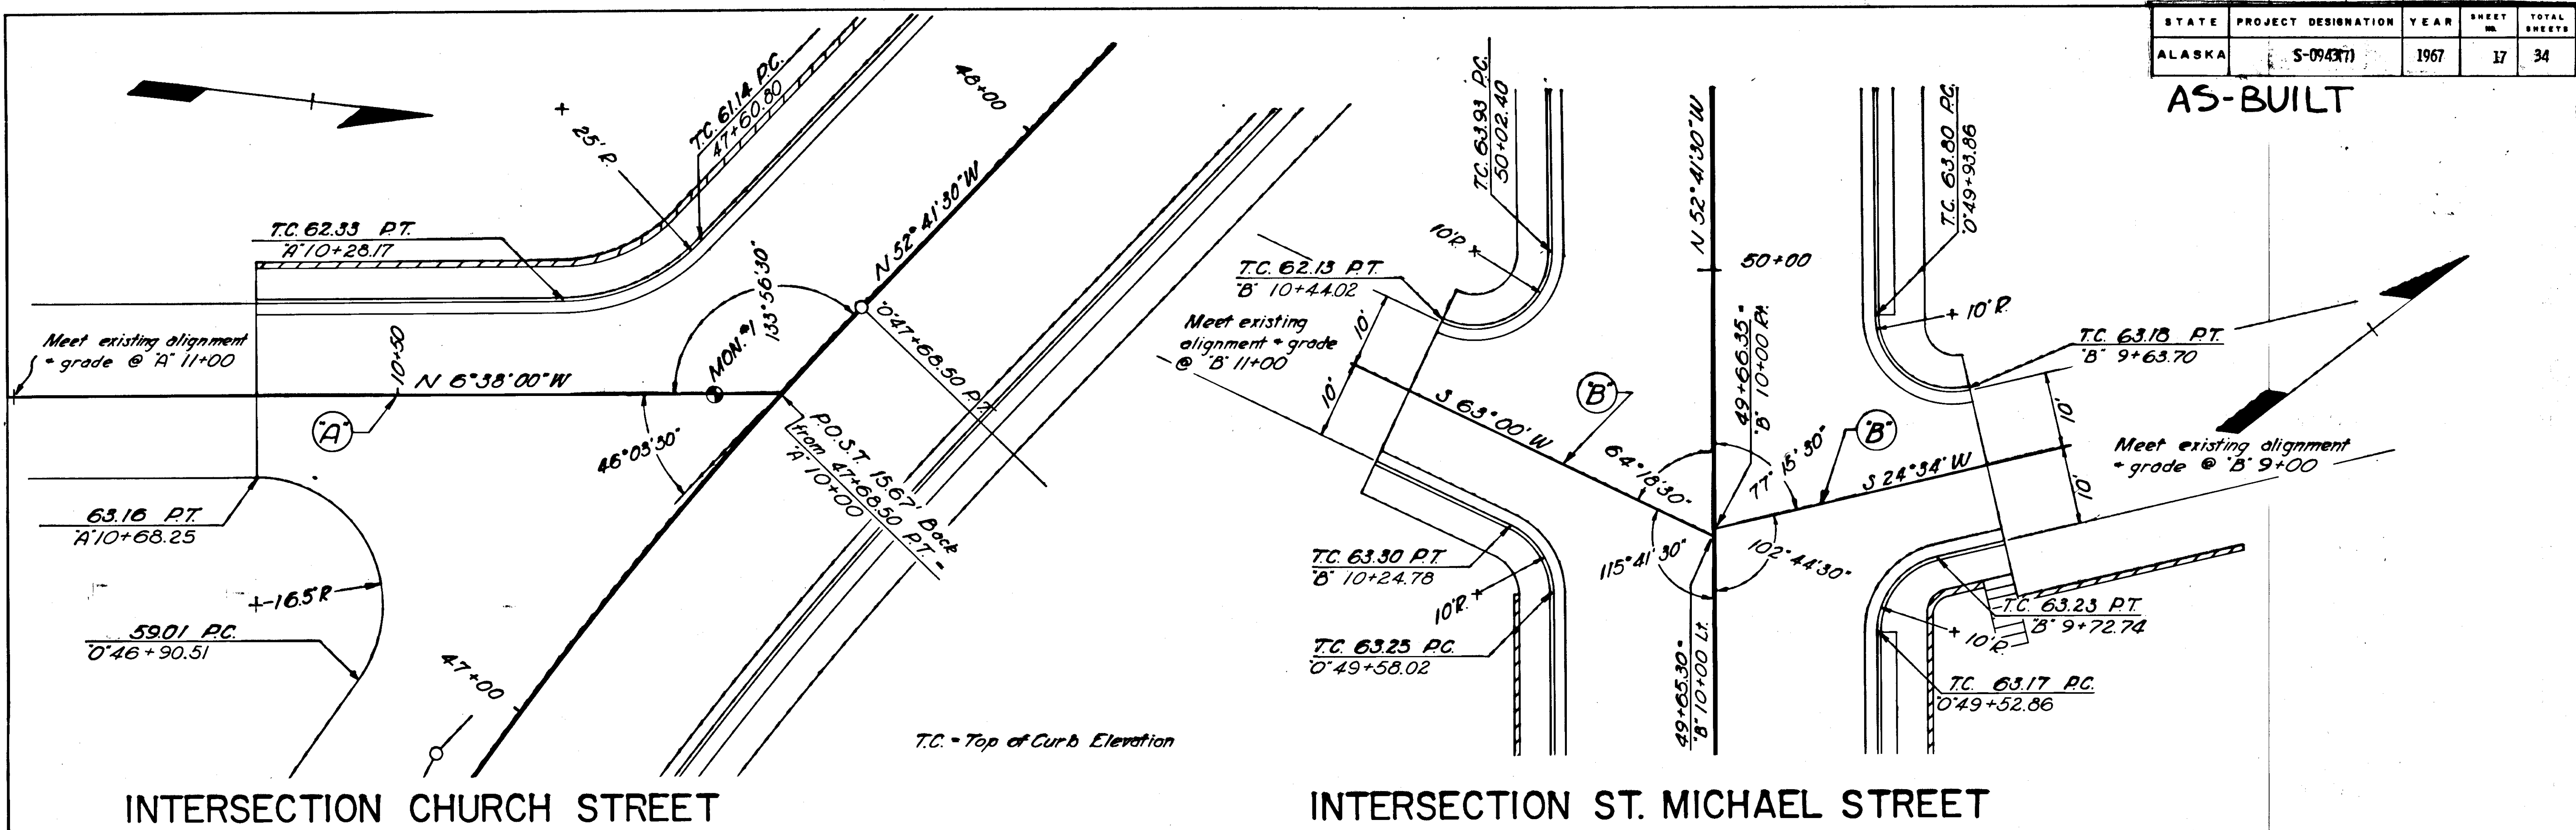 STATE PROJECT DESIGNATION YEAR SHEET NO. TOTAL SHEETS
ALASKA S-0943(7) 1967 17 34
AS-BUILT
48+00
T.C. 61.14 P.C.
47+60.80
25' R.
T.C. 62.33 P.T.
"A" 10+28.17
N 52° 41' 30" W
133° 56' 30"
MON. #1
"O" 47+68.50 P.T.
Meet existing alignment
+ grade @ "A" 11+00
10+50
N 6° 38' 00" W
"A"
46° 03' 30"
P.O.S.T. 15.67' Back
from 47+68.50 P.T. =
"A" 10+00
63.16 P.T.
"A" 10+68.25
16.5' R
59.01 P.C.
"O" 46+90.51
47+00
T.C. = Top of Curb Elevation
INTERSECTION CHURCH STREET
T.C. 63.93 P.C.
50+02.40
N 52° 41' 30" W
T.C. 63.80 P.C.
"O" 49+93.86
10' R.
50+00
T.C. 62.13 P.T.
"B" 10+44.02
10' R.
Meet existing
alignment + grade
@ "B" 11+00
10'
10'
49+66.35 =
"B" 10+00 Rt.
T.C. 63.18 P.T.
"B" 9+63.70
"B"
S 63° 00' W
64° 18' 30"
77° 15' 30"
"B"
S 24° 34' W
10'
10'
Meet existing alignment
+ grade @ "B" 9+00
T.C. 63.30 P.T.
"B" 10+24.78
115° 41' 30"
102° 44' 30"
10' R.
T.C. 63.23 P.T.
"B" 9+72.74
10' R.
T.C. 63.25 P.C.
"O" 49+58.02
49+65.30 =
"B" 10+00 Lt.
T.C. 63.17 P.C.
"O" 49+52.86
INTERSECTION ST. MICHAEL STREET